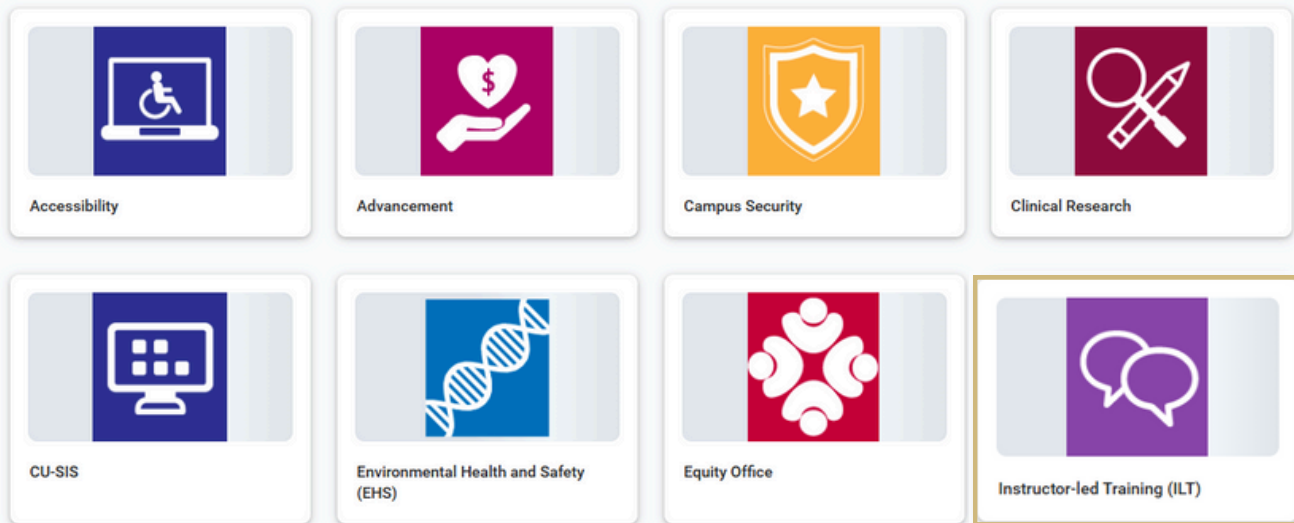 $
Accessibility
Advancement
Campus Security
Clinical Research
CU-SIS
Environmental Health and Safety
(EHS)
Equity Office
Instructor-led Training (ILT)